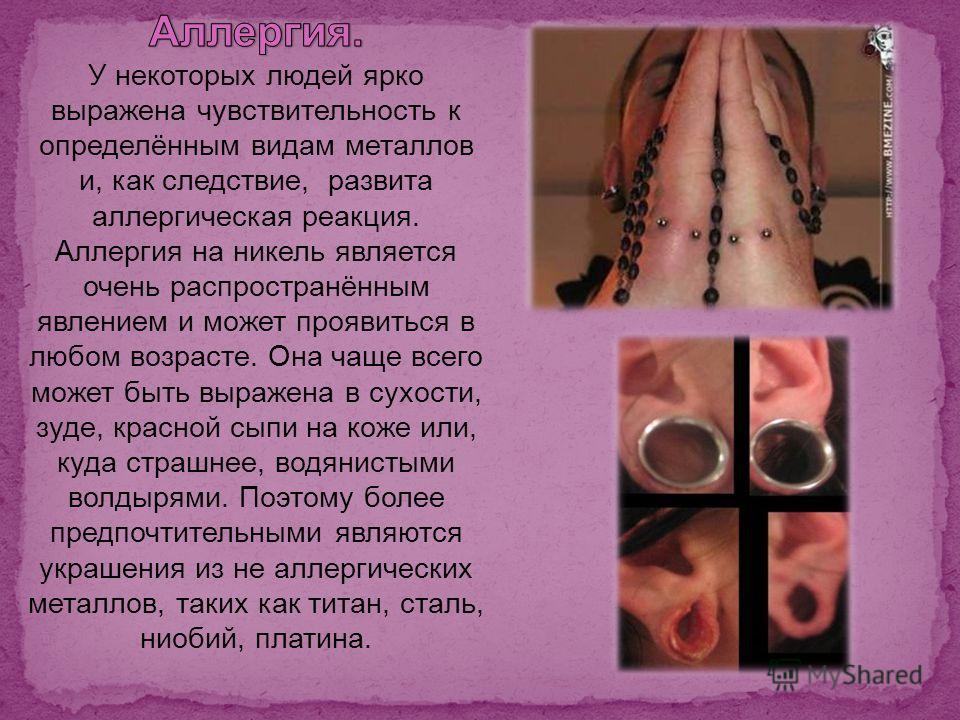 Аллергия.
У некоторых людей ярко
выражена чувствительность к
определённым видам металлов
и, как следствие, развита
аллергическая реакция.
Аллергия на никель является
очень распространённым
явлением и может проявиться в
любом возрасте. Она чаще всего
может быть выражена в сухости,
зуде, красной сыпи на коже или,
куда страшнее, водянистыми
волдырями. Поэтому более
предпочтительными являются
украшения из не аллергических
металлов, таких как титан, сталь,
ниобий, платина.
HTTP://WWW.BMEZINE.COM/
MyShared